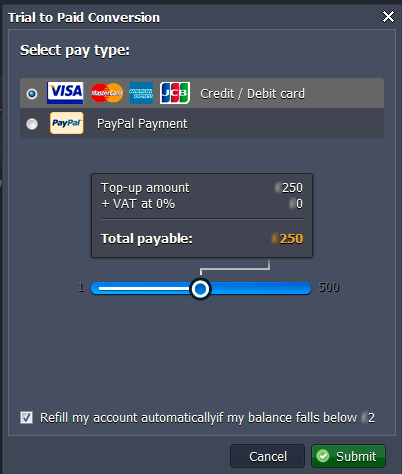 Trial to Paid Conversion
Select pay type:
VISA MasterCard AMERICAN EXPRESS JCB Credit / Debit card
PayPal PayPal Payment
Top-up amount 250
+ VAT at 0% 0
Total payable: 250
1 500
Refill my account automaticallyif my balance falls below 2
Cancel Submit